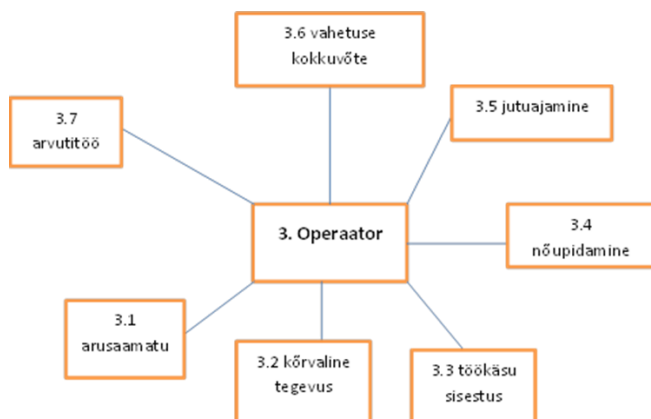 3.6 vahetuse
kokkuvõte
3.7
arvutitöö
3.5 jutuajamine
3. Operaator
3.4
nõupidamine
3.1
arusaamatu
3.2 kõrvaline
tegevus
3.3 töökäsu
sisestus